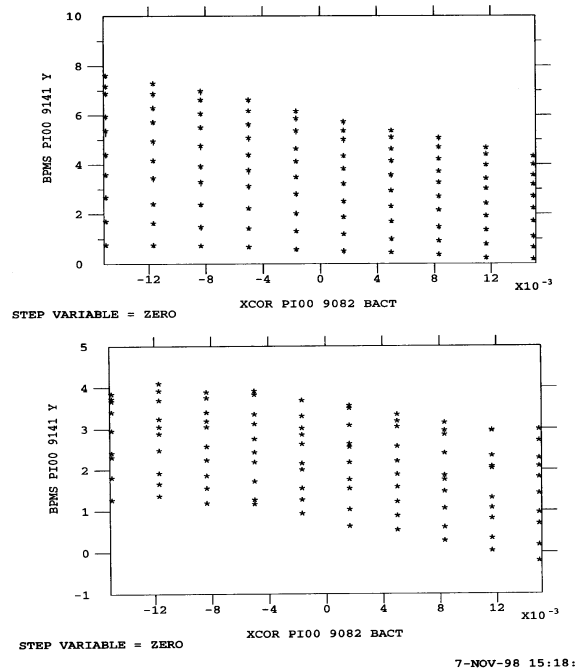 10
8
6
4
2
0
BPMS PI00 9141 Y
-12 -8 -4 0 4 8 12
X10 -3
XCOR PI00 9082 BACT
STEP VARIABLE = ZERO
5
4
3
2
1
0
-1
BPMS PI00 9141 Y
-12 -8 -4 0 4 8 12
X10 -3
XCOR PI00 9082 BACT
STEP VARIABLE = ZERO
7-NOV-98 15:18: